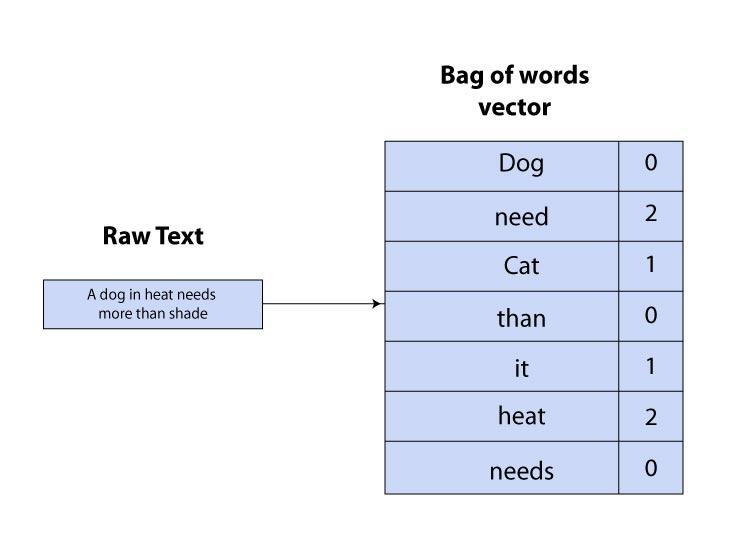 Bag of words
vector
Raw Text
A dog in heat needs
more than shade
Dog 0
need 2
Cat 1
than 0
it 1
heat 2
needs 0